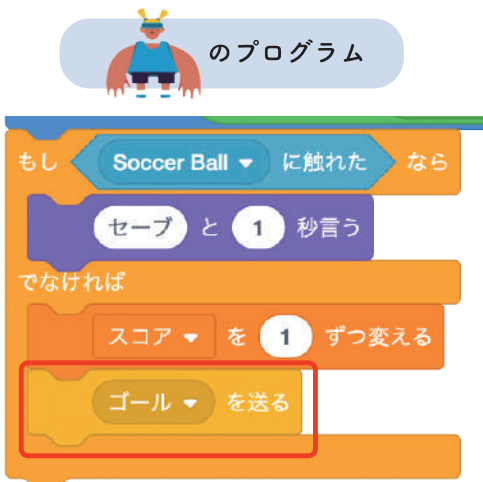 のプログラム
もし Soccer Ball に触れた なら
セーブ と 1 秒言う
でなければ
スコア を 1 ずつ変える
ゴール を送る